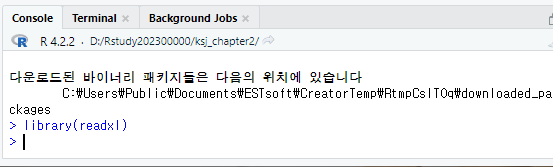 Console Terminal Background Jobs
R 4.2.2 · D:/Rstudy202300000/ksj_chapter2/
다운로드된 바이너리 패키지들은 다음의 위치에 있습니다
C:₩Users₩Public₩Documents₩ESTsoft₩CreatorTemp₩RtmpCslTOq₩downloaded_pa
ckages
> library(readxl)
>